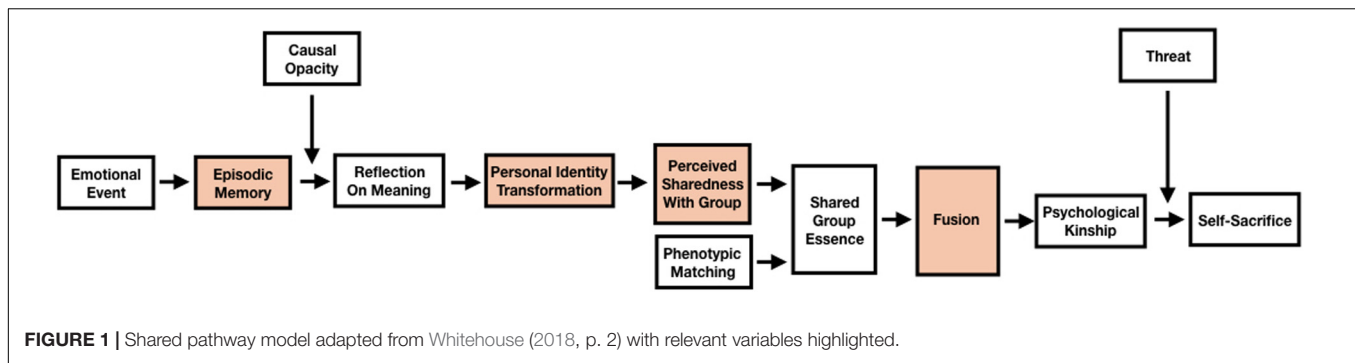 Causal
Opacity
Threat
Emotional
Event
Episodic
Memory
Reflection
On Meaning
Personal Identity
Transformation
Perceived
Sharedness
With Group
Phenotypic
Matching
Shared
Group
Essence
Fusion
Psychological
Kinship
Self-Sacrifice
FIGURE 1 | Shared pathway model adapted from Whitehouse (2018, p. 2) with relevant variables highlighted.